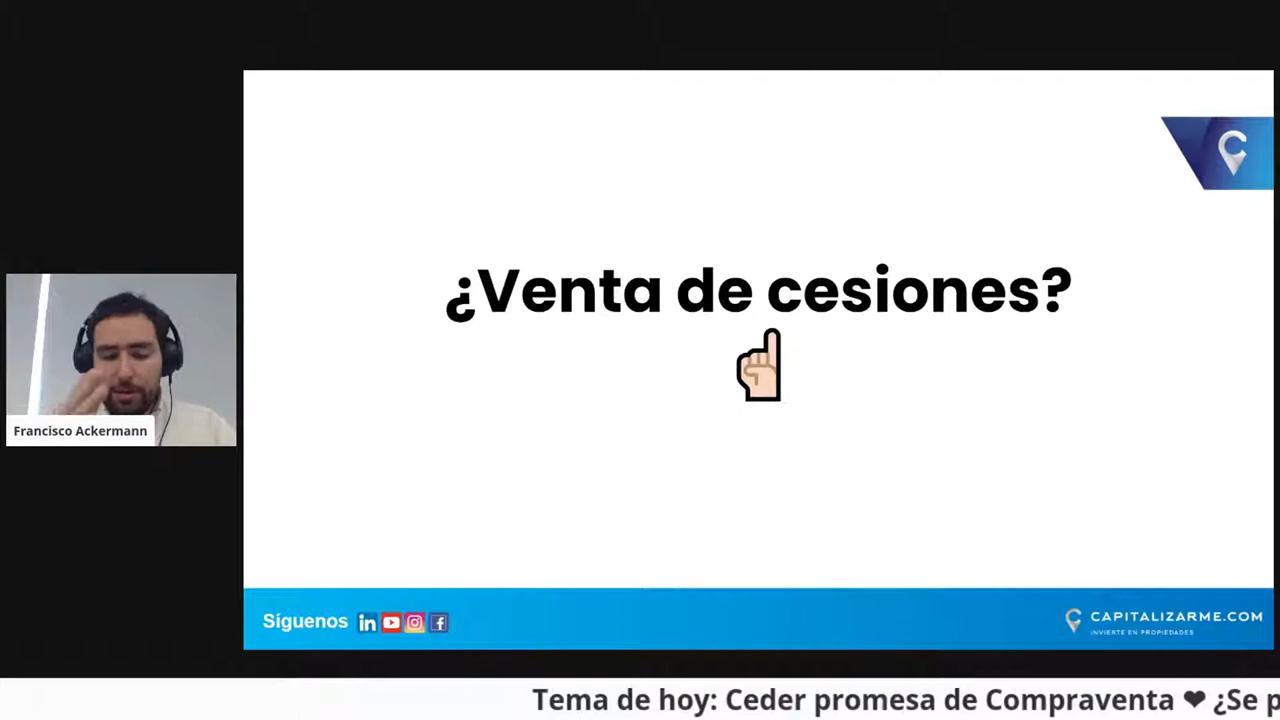 ¿Venta de cesiones?
Francisco Ackermann
Síguenos
CAPITALIZARME.COM
INVIERTE EN PROPIEDADES
Tema de hoy: Ceder promesa de Compraventa ❤ ¿Se p